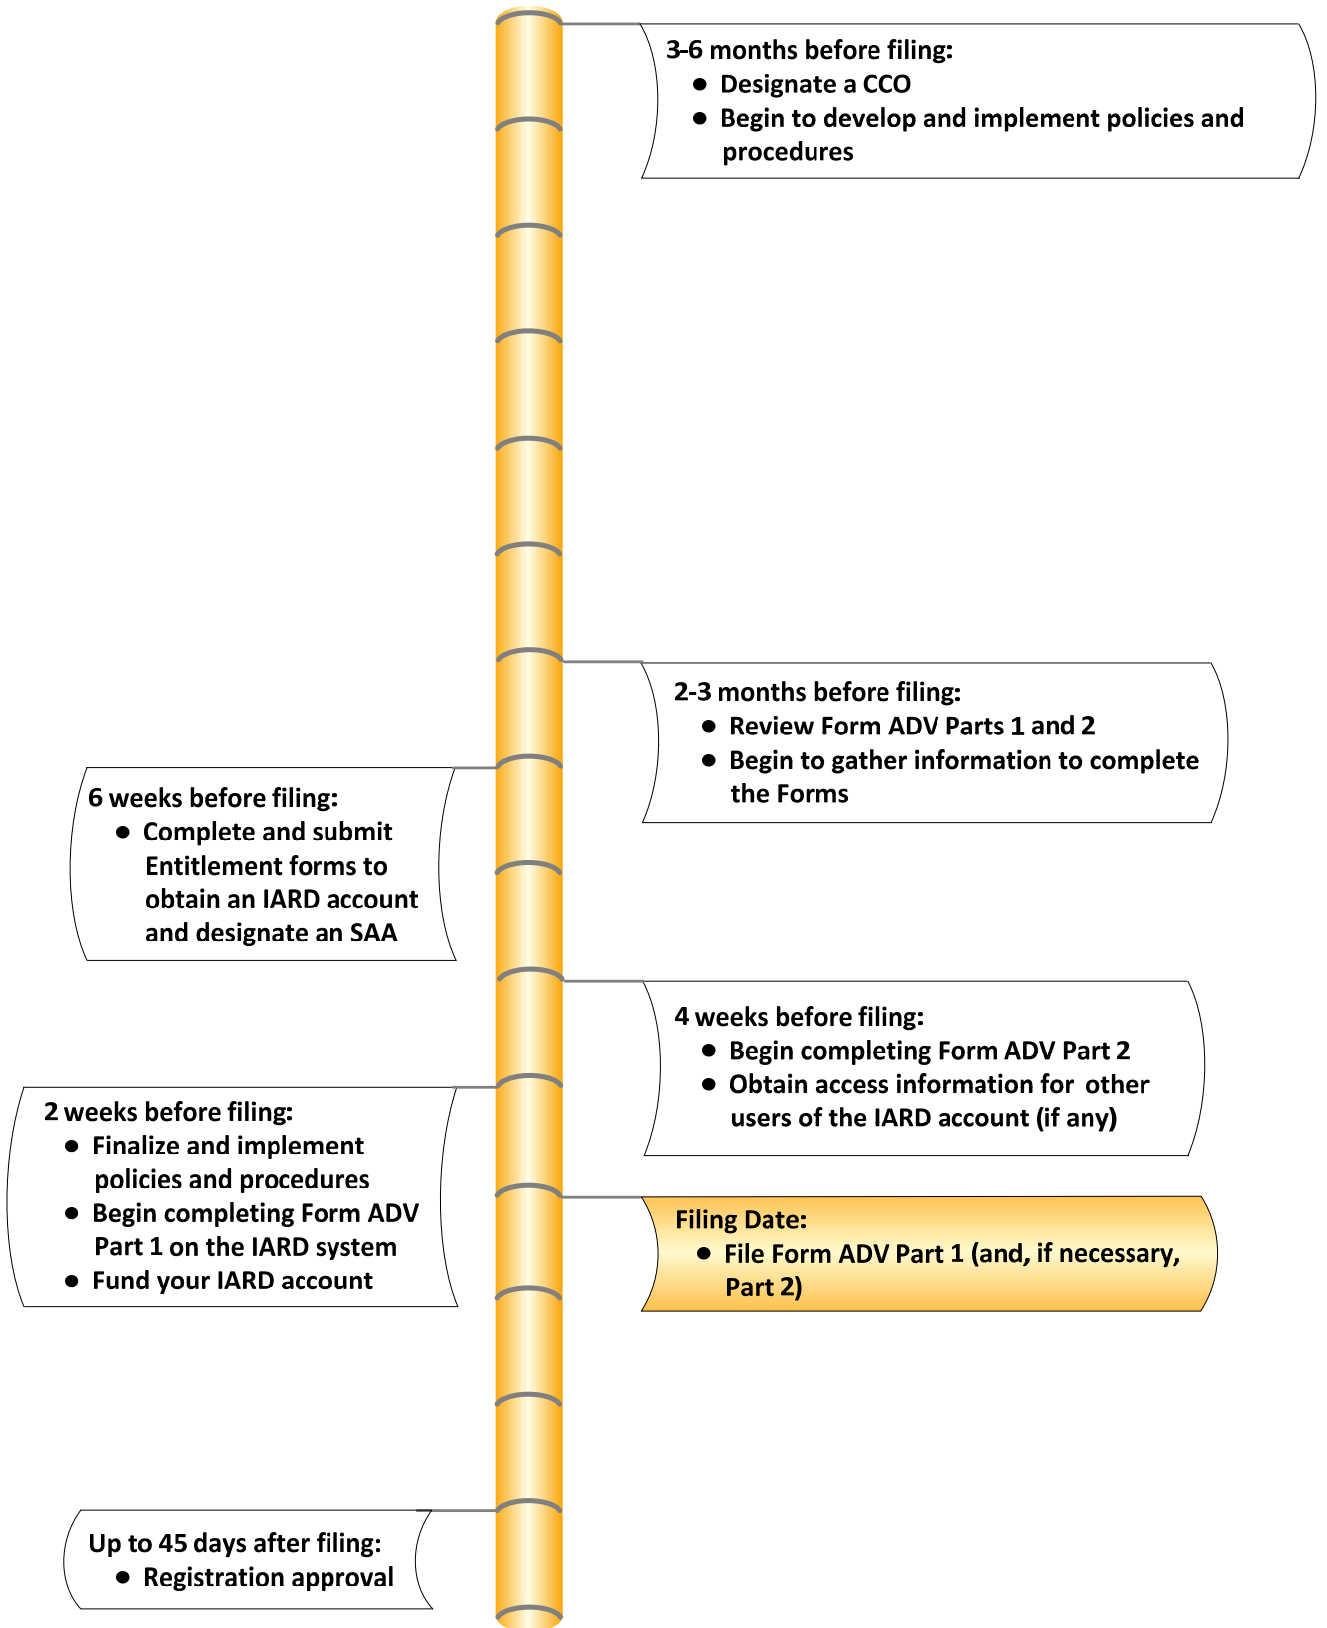 3-6 months before filing:
● Designate a CCO
● Begin to develop and implement policies and
procedures
2-3 months before filing:
● Review Form ADV Parts 1 and 2
● Begin to gather information to complete
the Forms
6 weeks before filing:
● Complete and submit
Entitlement forms to
obtain an IARD account
and designate an SAA
4 weeks before filing:
● Begin completing Form ADV Part 2
● Obtain access information for other
users of the IARD account (if any)
2 weeks before filing:
● Finalize and implement
policies and procedures
● Begin completing Form ADV
Part 1 on the IARD system
● Fund your IARD account
Filing Date:
● File Form ADV Part 1 (and, if necessary,
Part 2)
Up to 45 days after filing:
● Registration approval